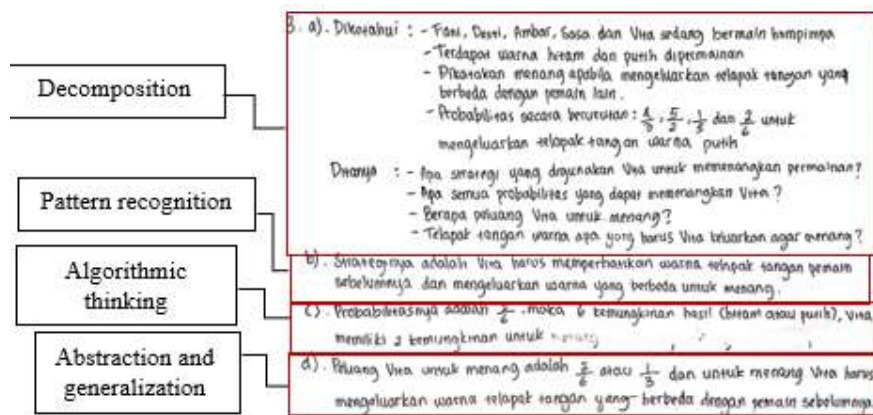 Decomposition
Pattern recognition
Algorithmic
thinking
Abstraction and
generalization
3. a). Diketahui : - Fani, Desti, Ambar, Sasa dan Vita sedang bermain hompimpa
- Terdapat warna hitam dan putih dipermainan
- Dikatakan menang apabila mengeluarkan telapak tangan yang
berbeda dengan pemain lain.
- Probabilitas secara berurutan : 5/2, 1/3 dan 2/6 untuk
mengeluarkan telapak tangan warna putih
Ditanya : - Apa strategi yang digunakan Vita untuk memenangkan permainan?
- Apa semua probabilitas yang dapat memenangkan Vita?
- Berapa peluang Vita untuk menang?
- Telapak tangan warna apa yang harus Vita keluarkan agar menang?
b). Strateginya adalah Vita harus memperhatikan warna telapak tangan pemain
sebelumnya dan mengeluarkan warna yang berbeda untuk menang.
c). Probabilitasnya adalah 2/6, maka 6 kemungkinan hasil (hitam atau putih), Vita
memiliki 2 kemungkinan untuk menang
d). Peluang Vita untuk menang adalah 2/6 atau 1/3 dan untuk menang Vita harus
mengeluarkan warna telapak tangan yang berbeda dengan pemain sebelumnya